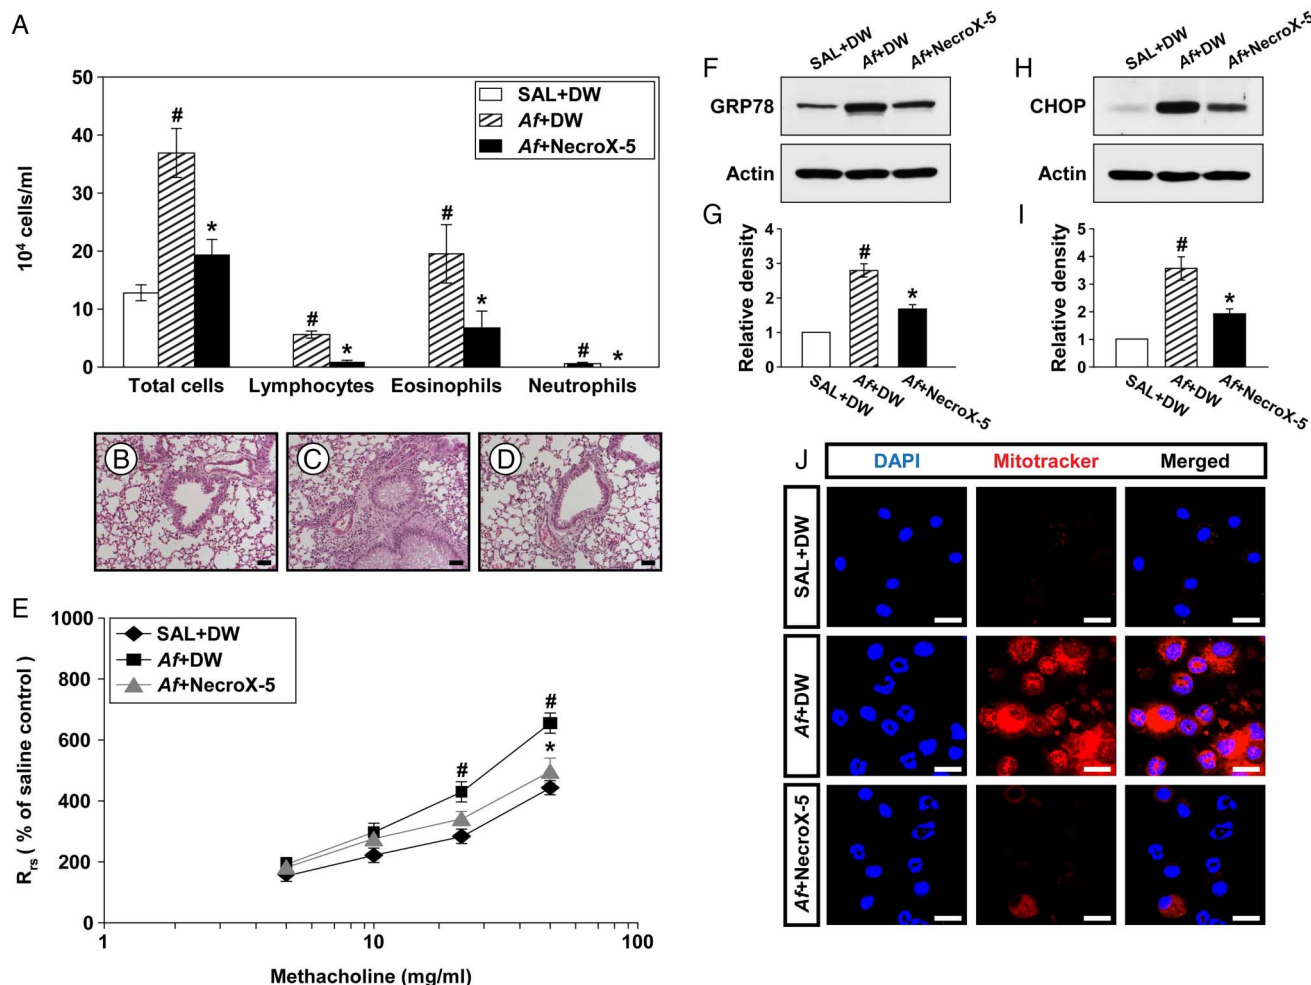 A
50
40
30
20
10
0
10⁴ cells/ml
SAL+DW
Af+DW
Af+NecroX-5
#
*
#
*
#
*
#
*
Total cells
Lymphocytes
Eosinophils
Neutrophils
B
C
D
E
1000
800
600
400
200
0
Rrs ( % of saline control )
SAL+DW
Af+DW
Af+NecroX-5
#
#
*
1
10
100
Methacholine (mg/ml)
F
SAL+DW
Af+DW
Af+NecroX-5
GRP78
Actin
G
4
3
2
1
0
Relative density
#
*
SAL+DW
Af+DW
Af+NecroX-5
H
SAL+DW
Af+DW
Af+NecroX-5
CHOP
Actin
I
5
4
3
2
1
0
Relative density
#
*
SAL+DW
Af+DW
Af+NecroX-5
J
DAPI
Mitotracker
Merged
SAL+DW
Af+DW
Af+NecroX-5